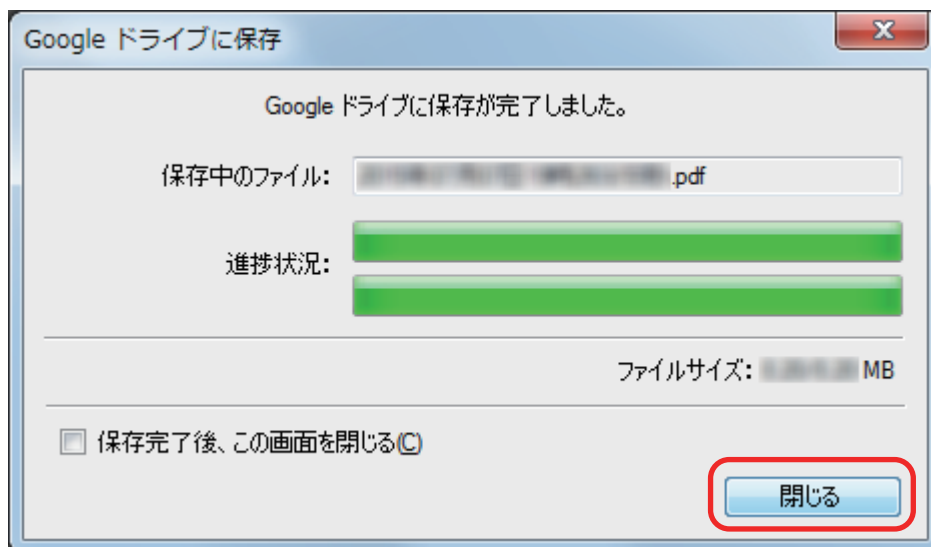 Google ドライブに保存
Google ドライブに保存が完了しました。
保存中のファイル: .pdf
進捗状況:
ファイルサイズ: MB
保存完了後、この画面を閉じる(C)
閉じる